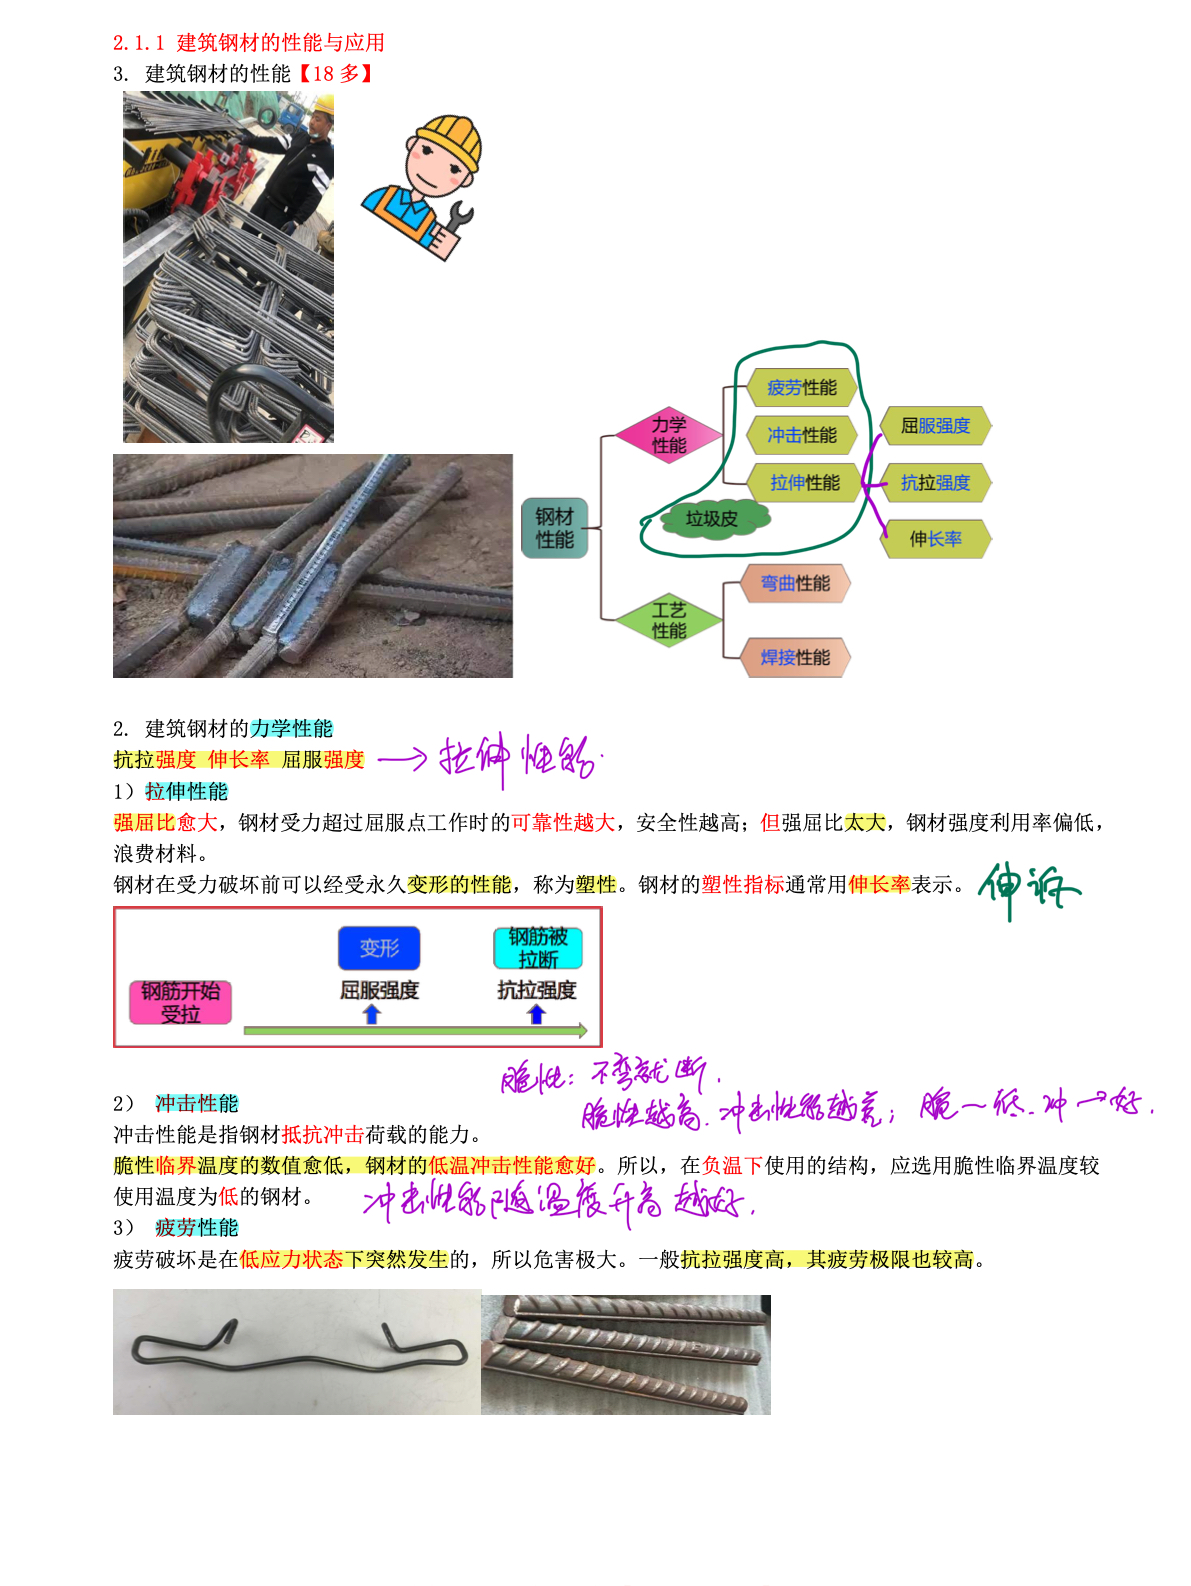 2.1.1 建筑钢材的性能与应用
3. 建筑钢材的性能【18 多】
钢材性能
力学性能
疲劳性能
冲击性能
拉伸性能
垃圾皮
屈服强度
抗拉强度
伸长率
工艺性能
弯曲性能
焊接性能
2. 建筑钢材的力学性能
抗拉强度 伸长率 屈服强度 → 拉伸性能.
1）拉伸性能
强屈比愈大，钢材受力超过屈服点工作时的可靠性越大，安全性越高；但强屈比太大，钢材强度利用率偏低，
浪费材料。
钢材在受力破坏前可以经受永久变形的性能，称为塑性。钢材的塑性指标通常用伸长率表示。
钢筋开始受拉
变形
屈服强度
钢筋被拉断
抗拉强度
脆性：不弯就断.
2） 冲击性能
脆性越高.冲击性能越差；脆～低.冲→好.
冲击性能是指钢材抵抗冲击荷载的能力。
脆性临界温度的数值愈低，钢材的低温冲击性能愈好。所以，在负温下使用的结构，应选用脆性临界温度较
使用温度为低的钢材。
冲击性能随温度升高越好.
3） 疲劳性能
疲劳破坏是在低应力状态下突然发生的，所以危害极大。一般抗拉强度高，其疲劳极限也较高。